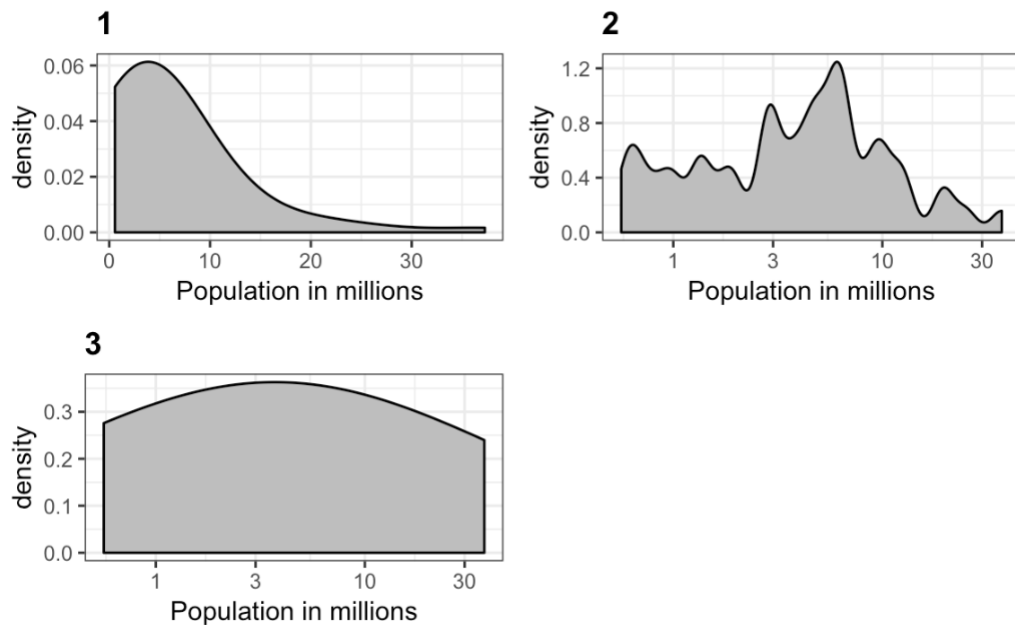 1
0.06
0.04
0.02
0.00
density
0 10 20 30
Population in millions
2
1.2
0.8
0.4
0.0
density
1 3 10 30
Population in millions
3
0.3
0.2
0.1
0.0
density
1 3 10 30
Population in millions